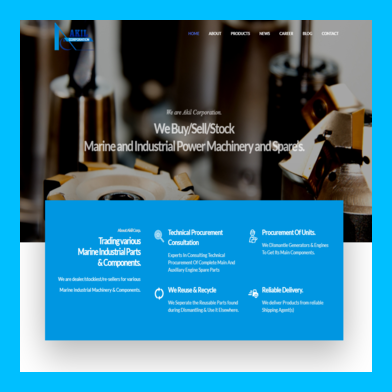 AKIL
CORPORATION
HOME ABOUT PRODUCTS NEWS CAREER BLOG CONTACT
We are Akil Corporation.
We Buy/Sell/Stock
Marine and Industrial Power Machinery and Spare's.
About Akil Corp.
Trading various
Marine Industrial Parts
& Components.
We are dealer/stockiest/re-sellers for various
Marine Industrial Machinery & Components.
Technical Procurement
Consultation
Experts In Consulting Technical
Procurement Of Complete Main And
Auxiliary Engine Spare Parts
Procurement Of Units.
We Dismantle Generators & Engines
To Get Its Main Components.
We Reuse & Recycle
We Seperate the Reusable Parts found
during Dismantling & Use It Elsewhere.
Reliable Delivery.
We deliver Products from reliable
Shipping Agent(s)